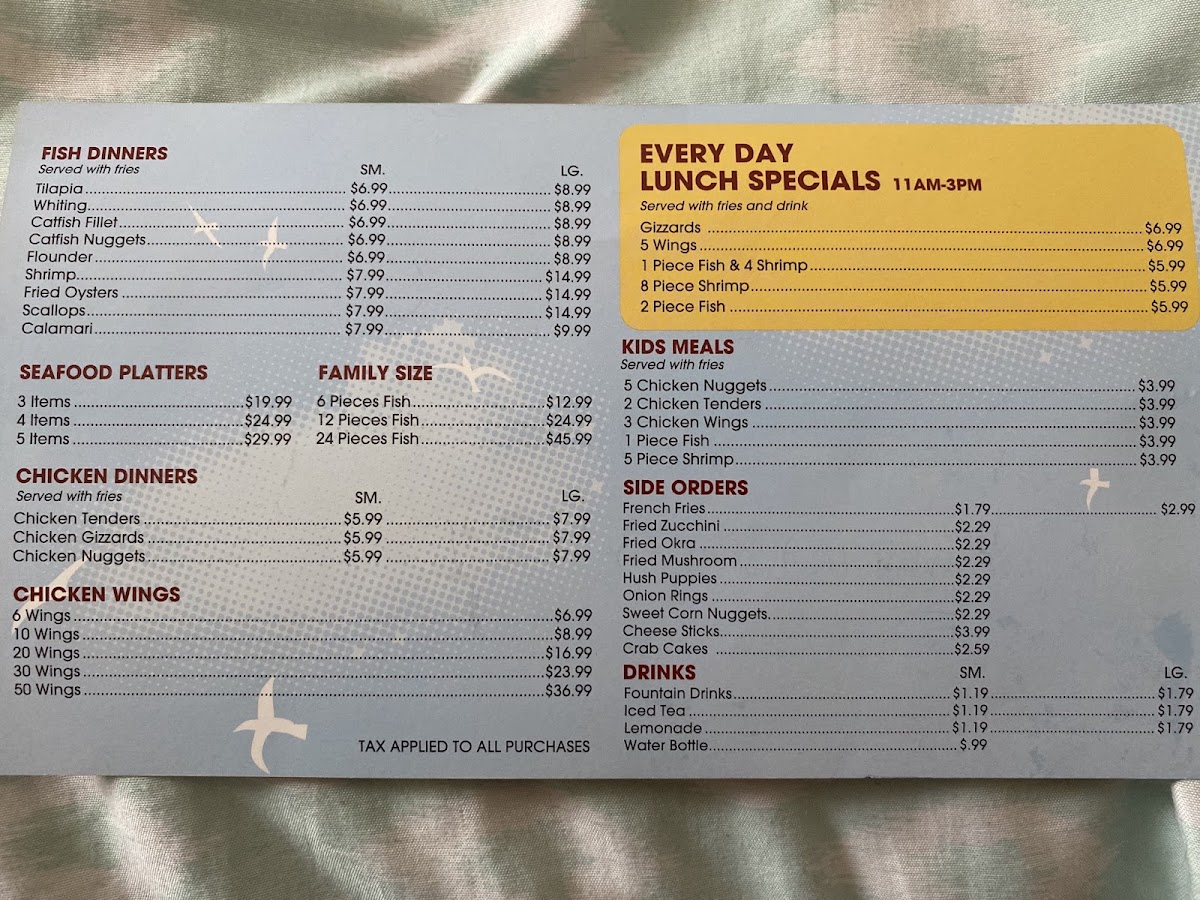 FISH DINNERS
Served with fries SM. LG.
Tilapia $6.99 $8.99
Whiting $6.99 $8.99
Catfish Fillet $6.99 $8.99
Catfish Nuggets $6.99 $8.99
Flounder $6.99 $8.99
Shrimp $7.99 $14.99
Fried Oysters $7.99 $14.99
Scallops $7.99 $14.99
Calamari $7.99 $9.99
SEAFOOD PLATTERS
3 Items $19.99
4 Items $24.99
5 Items $29.99
FAMILY SIZE
6 Pieces Fish $12.99
12 Pieces Fish $24.99
24 Pieces Fish $45.99
CHICKEN DINNERS
Served with fries SM. LG.
Chicken Tenders $5.99 $7.99
Chicken Gizzards $5.99 $7.99
Chicken Nuggets $5.99 $7.99
CHICKEN WINGS
6 Wings $6.99
10 Wings $8.99
20 Wings $16.99
30 Wings $23.99
50 Wings $36.99
TAX APPLIED TO ALL PURCHASES
EVERY DAY
LUNCH SPECIALS 11AM-3PM
Served with fries and drink
Gizzards $6.99
5 Wings $6.99
1 Piece Fish & 4 Shrimp $5.99
8 Piece Shrimp $5.99
2 Piece Fish $5.99
KIDS MEALS
Served with fries
5 Chicken Nuggets $3.99
2 Chicken Tenders $3.99
3 Chicken Wings $3.99
1 Piece Fish $3.99
5 Piece Shrimp $3.99
SIDE ORDERS
French Fries $1.79 $2.99
Fried Zucchini $2.29
Fried Okra $2.29
Fried Mushroom $2.29
Hush Puppies $2.29
Onion Rings $2.29
Sweet Corn Nuggets $2.29
Cheese Sticks $3.99
Crab Cakes $2.59
DRINKS SM. LG.
Fountain Drinks $1.19 $1.79
Iced Tea $1.19 $1.79
Lemonade $1.19 $1.79
Water Bottle $.99